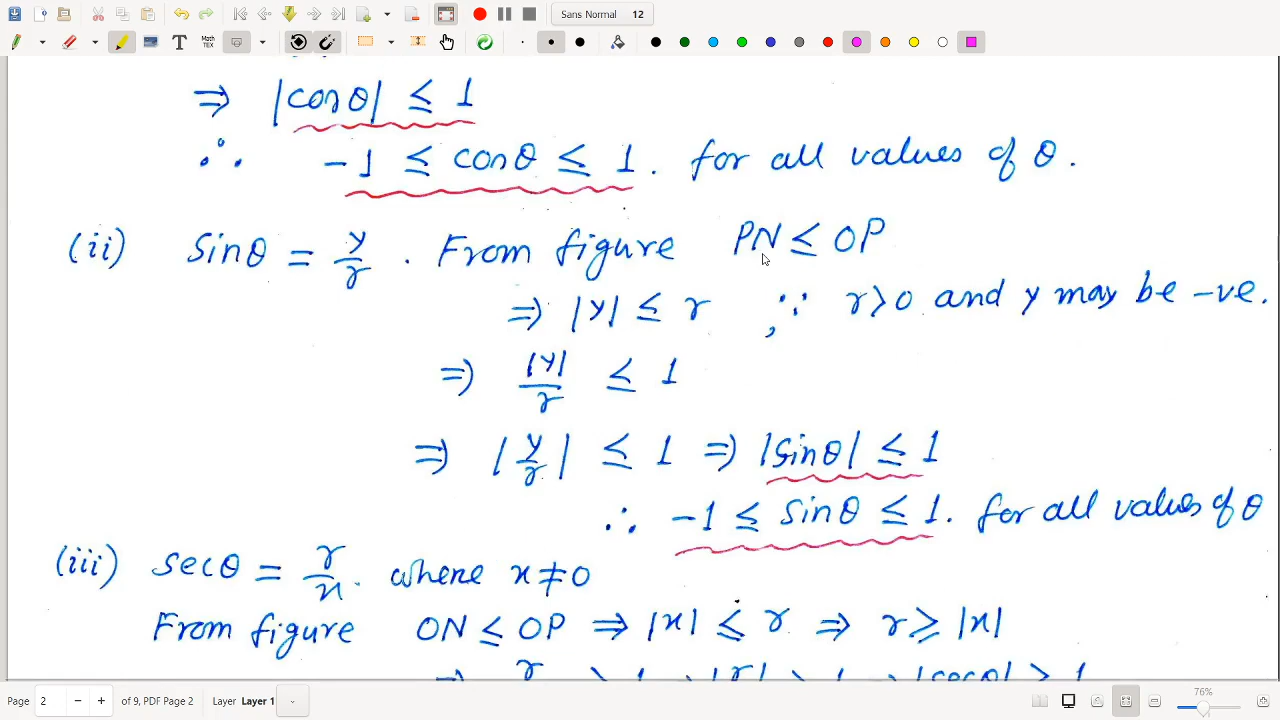 Sans Normal 12
Math TEX
⇒ |cosθ| ≤ 1
∴ -1 ≤ cosθ ≤ 1. for all values of θ.
(ii) Sinθ = y/r. From figure PN ≤ OP
⇒ |y| ≤ r , ∵ r>0 and y may be -ve.
⇒ |y|/r ≤ 1
⇒ |y/r| ≤ 1 ⇒ |sinθ| ≤ 1
∴ -1 ≤ Sinθ ≤ 1. for all values of θ
(iii) secθ = r/x. where x≠0
From figure ON ≤ OP ⇒ |x| ≤ r. ⇒ r ≥ |x|
Page 2 of 9, PDF Page 2 Layer Layer 1 76%